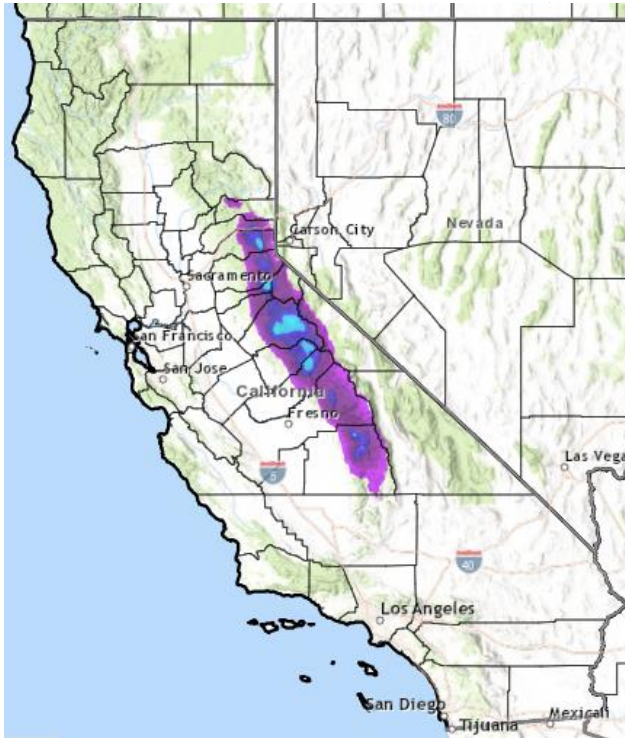 80
Nevada
Carson City
Sacramento
San Francisco
San Jose
California
Fresno
Las Vega
5
40
Los Angeles
San Diego
Tijuana
Mexicali